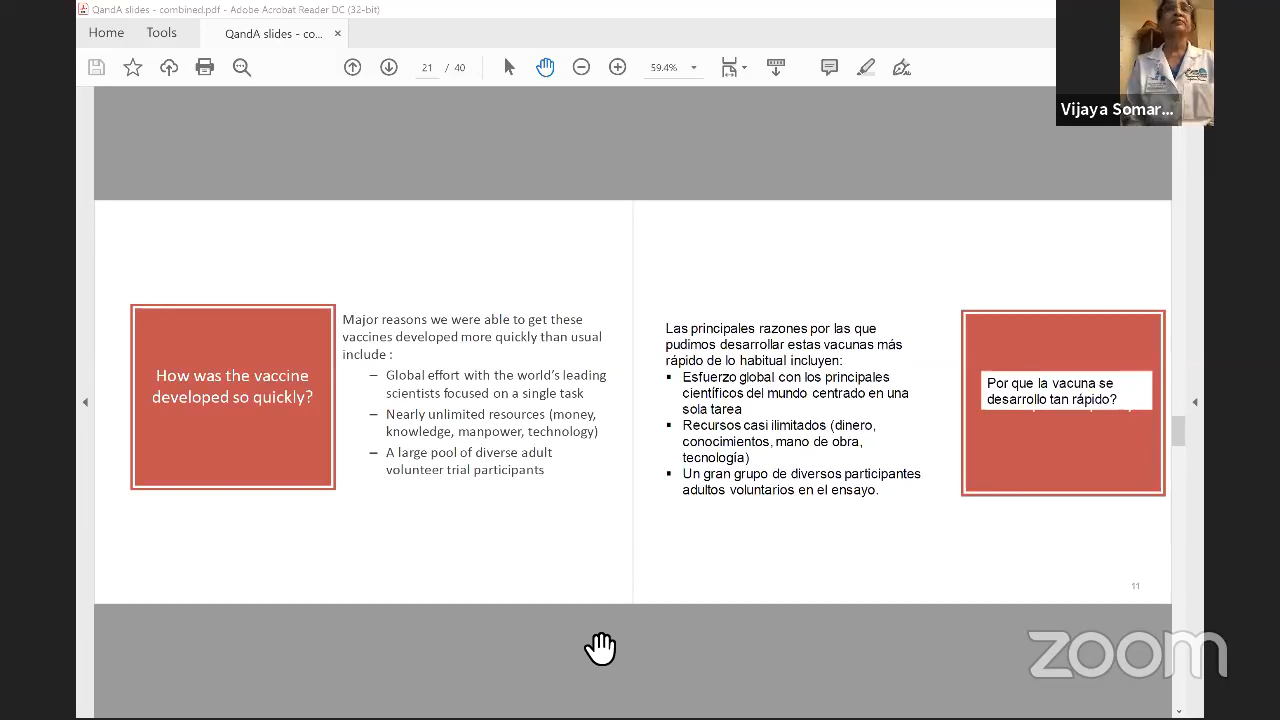 QandA slides - combined.pdf - Adobe Acrobat Reader DC (32-bit)
Home Tools QandA slides - co... ×
21 / 40 59.4%
Vijaya Somar...
How was the vaccine
developed so quickly?
Major reasons we were able to get these
vaccines developed more quickly than usual
include :
– Global effort with the world's leading
scientists focused on a single task
– Nearly unlimited resources (money,
knowledge, manpower, technology)
– A large pool of diverse adult
volunteer trial participants
Las principales razones por las que
pudimos desarrollar estas vacunas más
rápido de lo habitual incluyen:
▪ Esfuerzo global con los principales
científicos del mundo centrado en una
sola tarea
▪ Recursos casi ilimitados (dinero,
conocimientos, mano de obra,
tecnología)
▪ Un gran grupo de diversos participantes
adultos voluntarios en el ensayo.
Por que la vacuna se
desarrollo tan rápido?
11
zoom